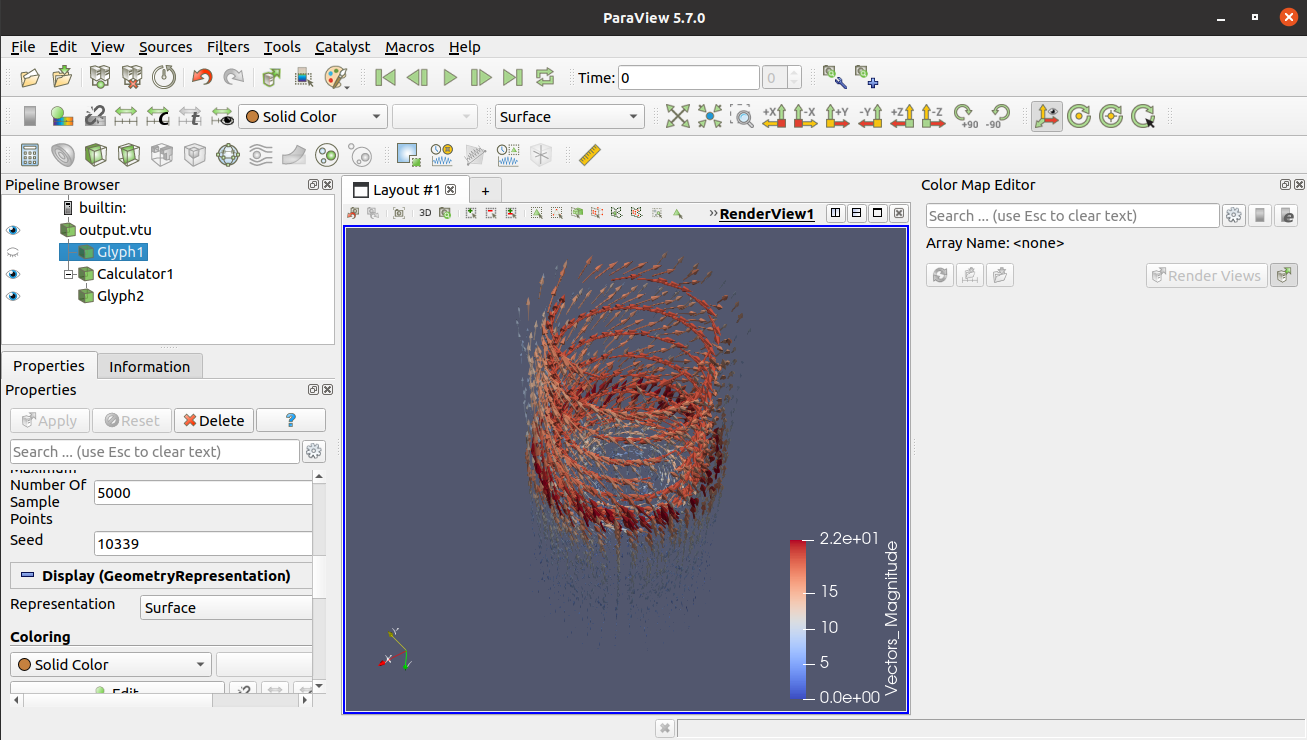 ParaView 5.7.0
File Edit View Sources Filters Tools Catalyst Macros Help
Time: 0 0
Solid Color Surface +X -X +Y -Y +Z -Z +90 -90
Pipeline Browser
builtin:
output.vtu
Glyph1
Calculator1
Glyph2
Properties Information
Properties
Apply Reset Delete ?
Search ... (use Esc to clear text)
Maximum
Number Of
Sample
Points
5000
Seed 10339
Display (GeometryRepresentation)
Representation Surface
Coloring
Solid Color
Edit
Layout #1 +
3D RenderView1
2.2e+01
15
10
5
0.0e+00
Vectors_ Magnitude
Y
X
Color Map Editor
Search ... (use Esc to clear text)
Array Name: <none>
Render Views